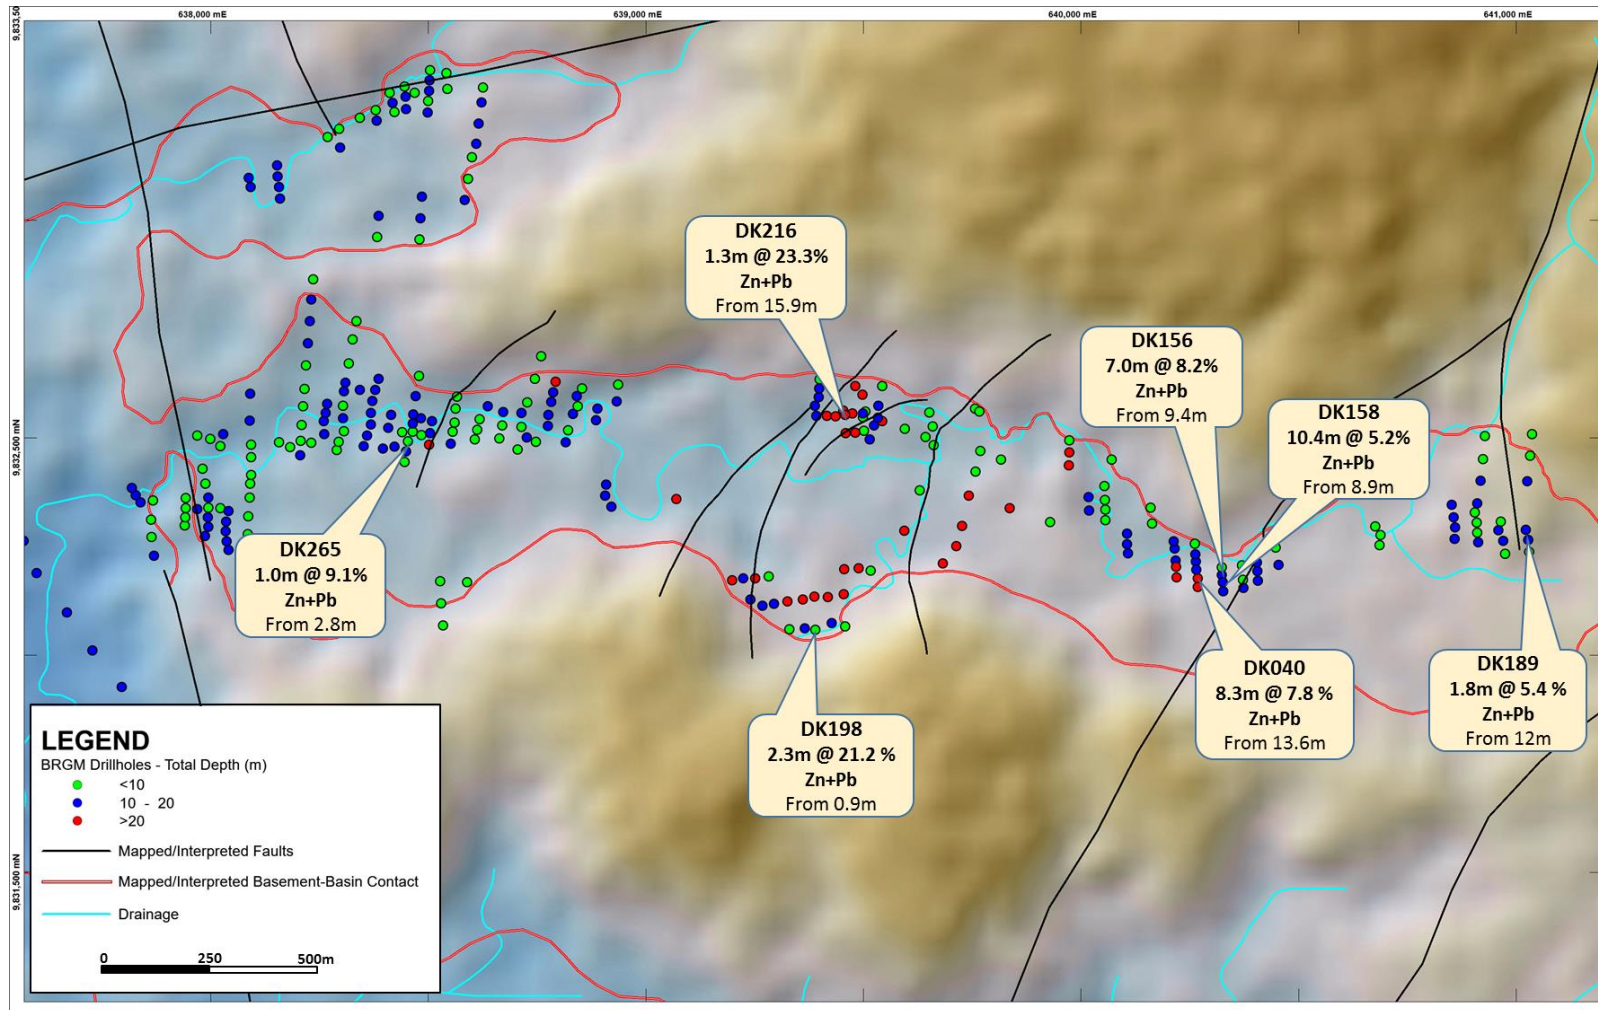 638,000 mE
639,000 mE
640,000 mE
641,000 mE
9,833,50
9,832,500 mN
9,831,500 mN
DK216
1.3m @ 23.3%
Zn+Pb
From 15.9m
DK156
7.0m @ 8.2%
Zn+Pb
From 9.4m
DK158
10.4m @ 5.2%
Zn+Pb
From 8.9m
DK265
1.0m @ 9.1%
Zn+Pb
From 2.8m
DK198
2.3m @ 21.2 %
Zn+Pb
From 0.9m
DK040
8.3m @ 7.8 %
Zn+Pb
From 13.6m
DK189
1.8m @ 5.4 %
Zn+Pb
From 12m
LEGEND
BRGM Drillholes - Total Depth (m)
<10
10 - 20
>20
Mapped/Interpreted Faults
Mapped/Interpreted Basement-Basin Contact
Drainage
0 250 500m